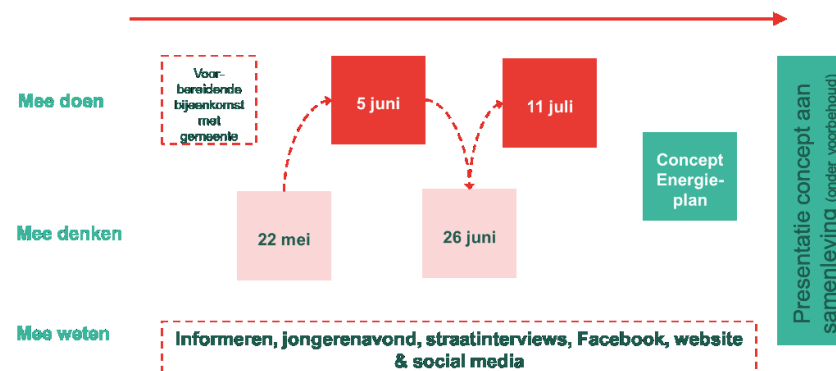 Mee doen
Voor-
bereidende
bijeenkomst
met
gemeente
5 juni
11 juli
Concept
Energie-
plan
Mee denken
22 mei
26 juni
Mee weten
Informeren, jongerenavond, straatinterviews, Facebook, website
& social media
Presentatie concept aan
samenleving (onder voorbehoud)